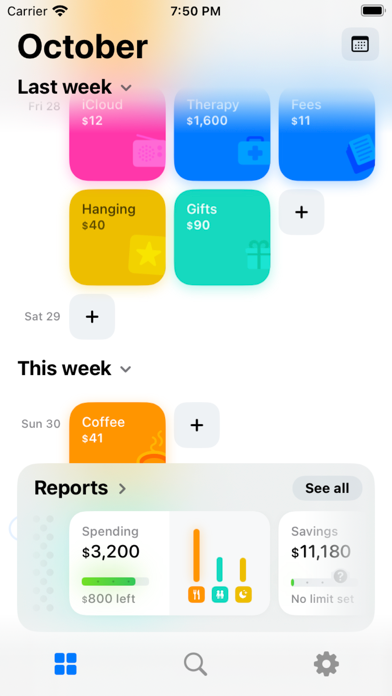 Carrier 7:50 PM
October
Last week
Fri 28
iCloud
$12
Therapy
$1,600
Fees
$11
Hanging
$40
Gifts
$90
+
Sat 29
+
This week
Sun 30
Coffee
$41
+
Reports >
See all
Spending
$3,200
$800 left
Savings
$11,180
?
No limit set